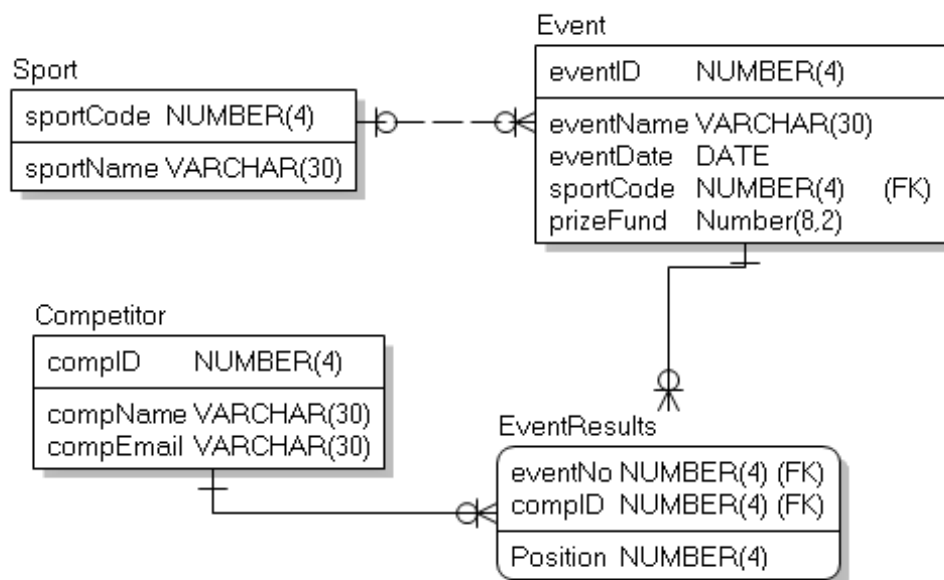 Sport
sportCode NUMBER(4)
sportName VARCHAR(30)
Event
eventID NUMBER(4)
eventName VARCHAR(30)
eventDate DATE
sportCode NUMBER(4) (FK)
prizeFund Number(8,2)
Competitor
compID NUMBER(4)
compName VARCHAR(30)
compEmail VARCHAR(30)
EventResults
eventNo NUMBER(4) (FK)
compID NUMBER(4) (FK)
Position NUMBER(4)